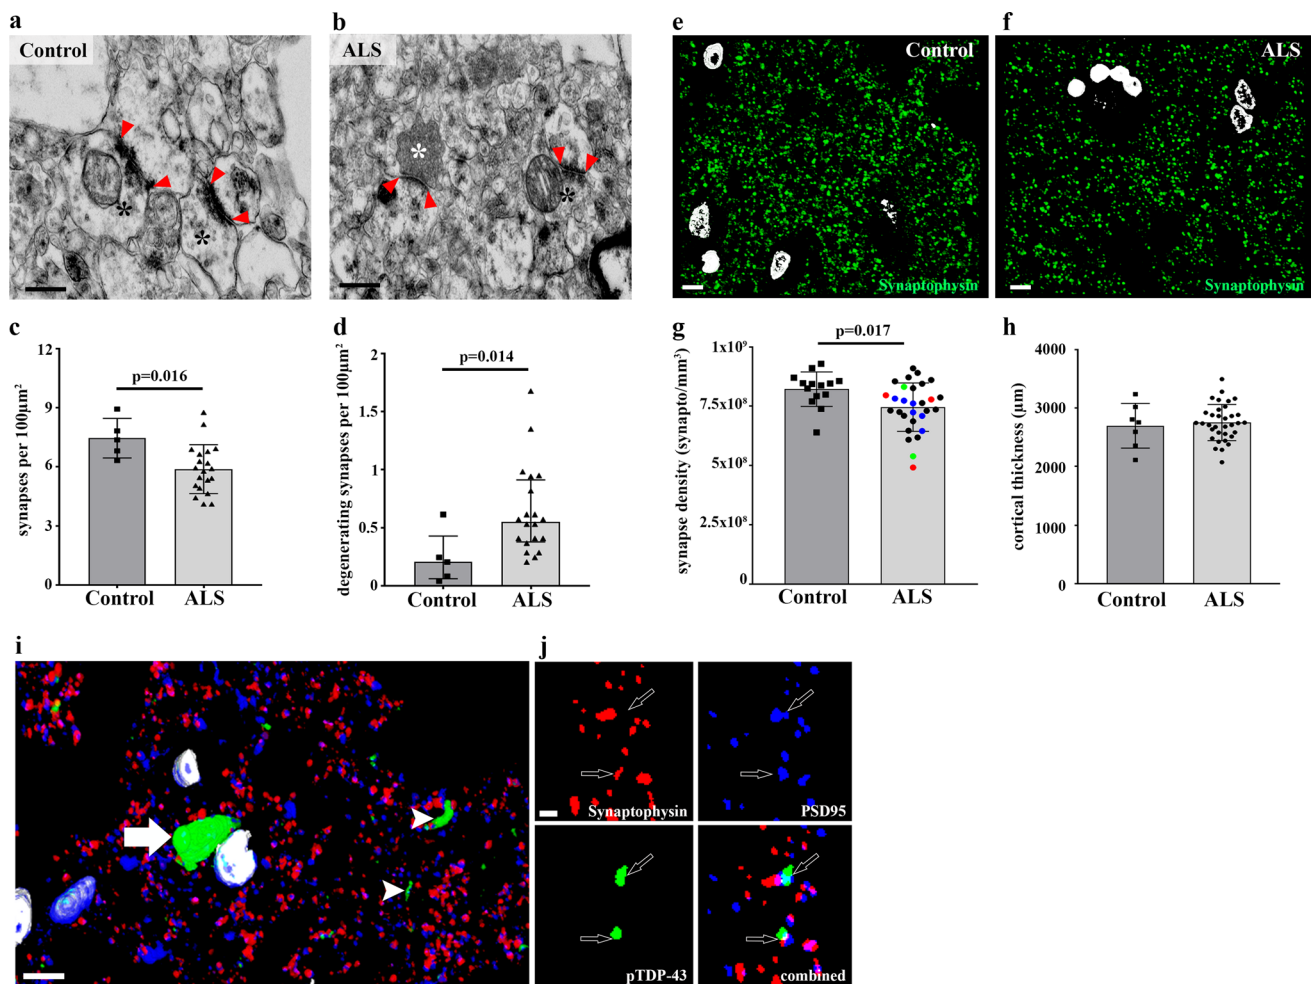 a
Control
b
ALS
e
Control
Synaptophysin
f
ALS
Synaptophysin
c
synapses per 100µm²
12
9
6
3
0
p=0.016
Control
ALS
d
degenerating synapses per 100µm²
2
1.5
1
0.5
0
p=0.014
Control
ALS
g
synapse density (synapto/mm³)
1x10⁹
7.5x10⁸
5x10⁸
2.5x10⁸
0
p=0.017
Control
ALS
h
cortical thickness (µm)
4000
3000
2000
1000
0
Control
ALS
i
j
Synaptophysin
PSD95
pTDP-43
combined